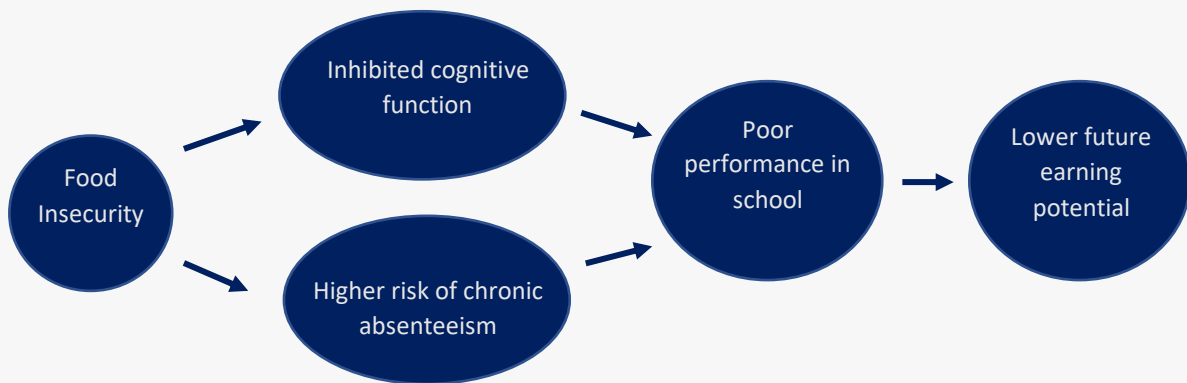 Food
Insecurity
Inhibited cognitive
function
Higher risk of chronic
absenteeism
Poor
performance in
school
Lower future
earning
potential